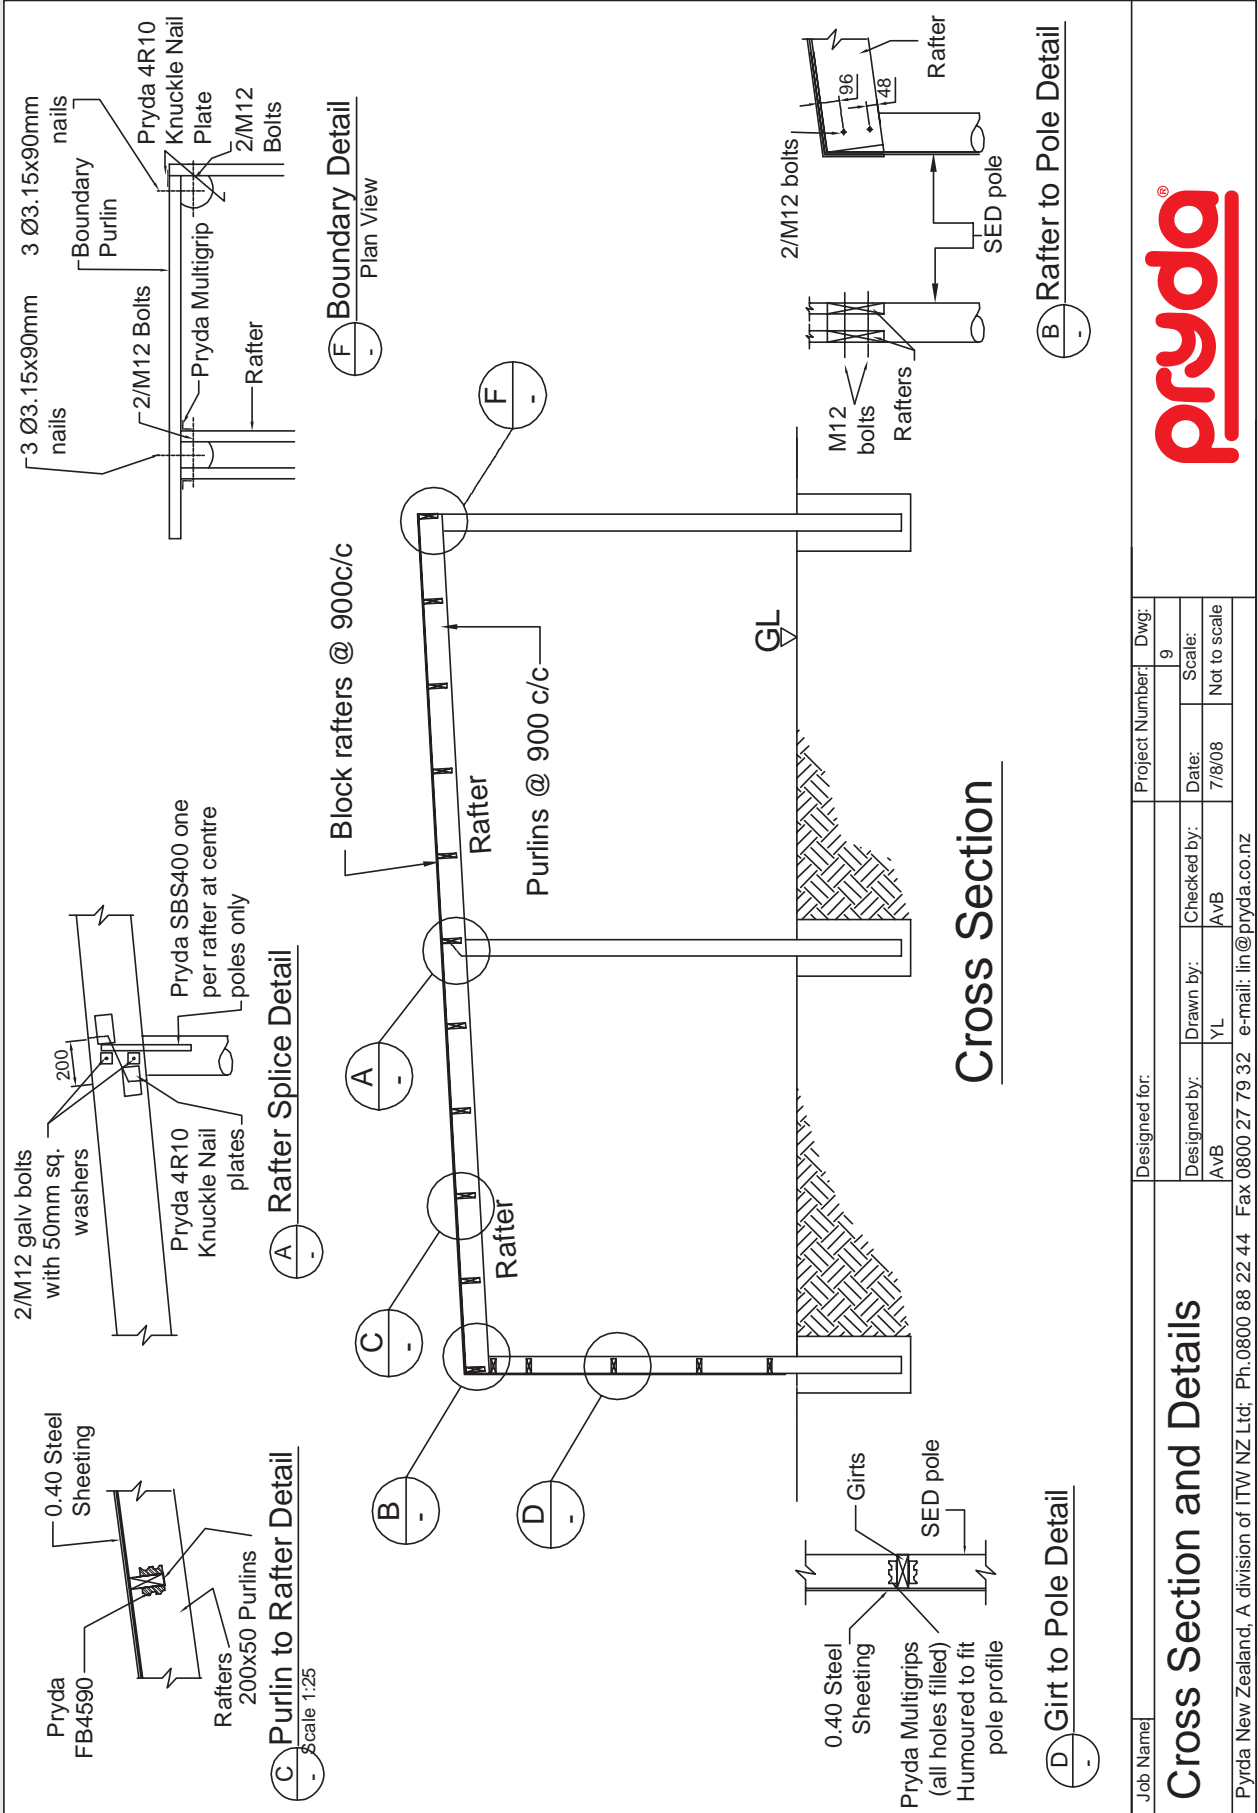 Pryda
FB4590
0.40 Steel
Sheeting
Rafters
200x50 Purlins
C
-
Purlin to Rafter Detail
Scale 1:25
2/M12 galv bolts
with 50mm sq.
washers
200
Pryda 4R10
Knuckle Nail
plates
Pryda SBS400 one
per rafter at centre
poles only
A
-
Rafter Splice Detail
3 Ø3.15x90mm
nails
3 Ø3.15x90mm
nails
2/M12 Bolts
Boundary
Purlin
Pryda 4R10
Knuckle Nail
Plate
2/M12
Bolts
Pryda Multigrip
Rafter
F
-
Boundary Detail
Plan View
Block rafters @ 900c/c
Purlins @ 900 c/c
Rafter
Rafter
B
-
C
-
D
-
A
-
F
-
GL
Cross Section
0.40 Steel
Sheeting
Pryda Multigrips
(all holes filled)
Humoured to fit
pole profile
Girts
SED pole
D
-
Girt to Pole Detail
M12
bolts
Rafters
2/M12 bolts
96
48
Rafter
SED pole
B
-
Rafter to Pole Detail
Job Name:
Cross Section and Details
Designed for:
Project Number:
Dwg:
9
Designed by:
AvB
Drawn by:
YL
Checked by:
AvB
Date:
7/8/08
Scale:
Not to scale
Pyrda New Zealand, A division of ITW NZ Ltd; Ph.0800 88 22 44 Fax 0800 27 79 32 e-mail: lin@pryda.co.nz
pryda®